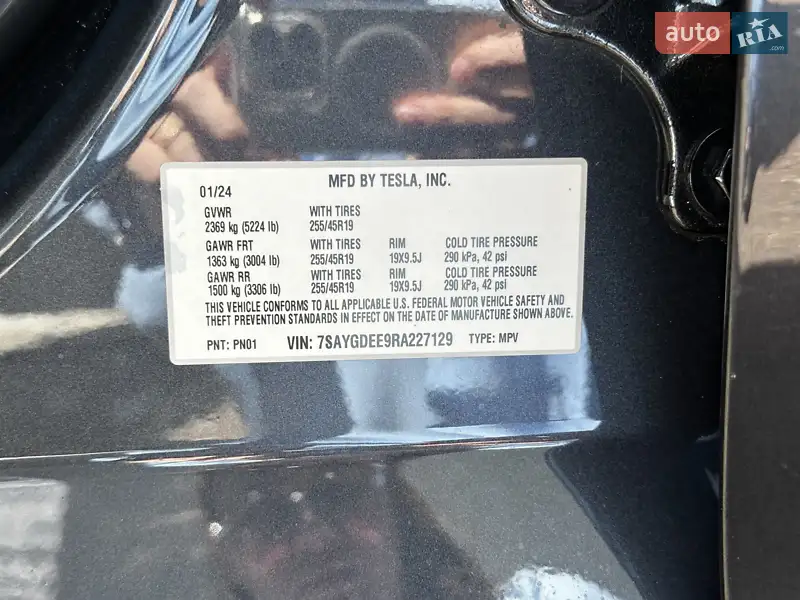 auto RIA .com
MFD BY TESLA, INC.
01/24
GVWR WITH TIRES
2369 kg (5224 lb) 255/45R19
GAWR FRT WITH TIRES RIM COLD TIRE PRESSURE
1363 kg (3004 lb) 255/45R19 19X9.5J 290 kPa, 42 psi
GAWR RR WITH TIRES RIM COLD TIRE PRESSURE
1500 kg (3306 lb) 255/45R19 19X9.5J 290 kPa, 42 psi
THIS VEHICLE CONFORMS TO ALL APPLICABLE U.S. FEDERAL MOTOR VEHICLE SAFETY AND
THEFT PREVENTION STANDARDS IN EFFECT ON THE DATE OF MANUFACTURE SHOWN ABOVE.
PNT: PN01 VIN: 7SAYGDEE9RA227129 TYPE: MPV